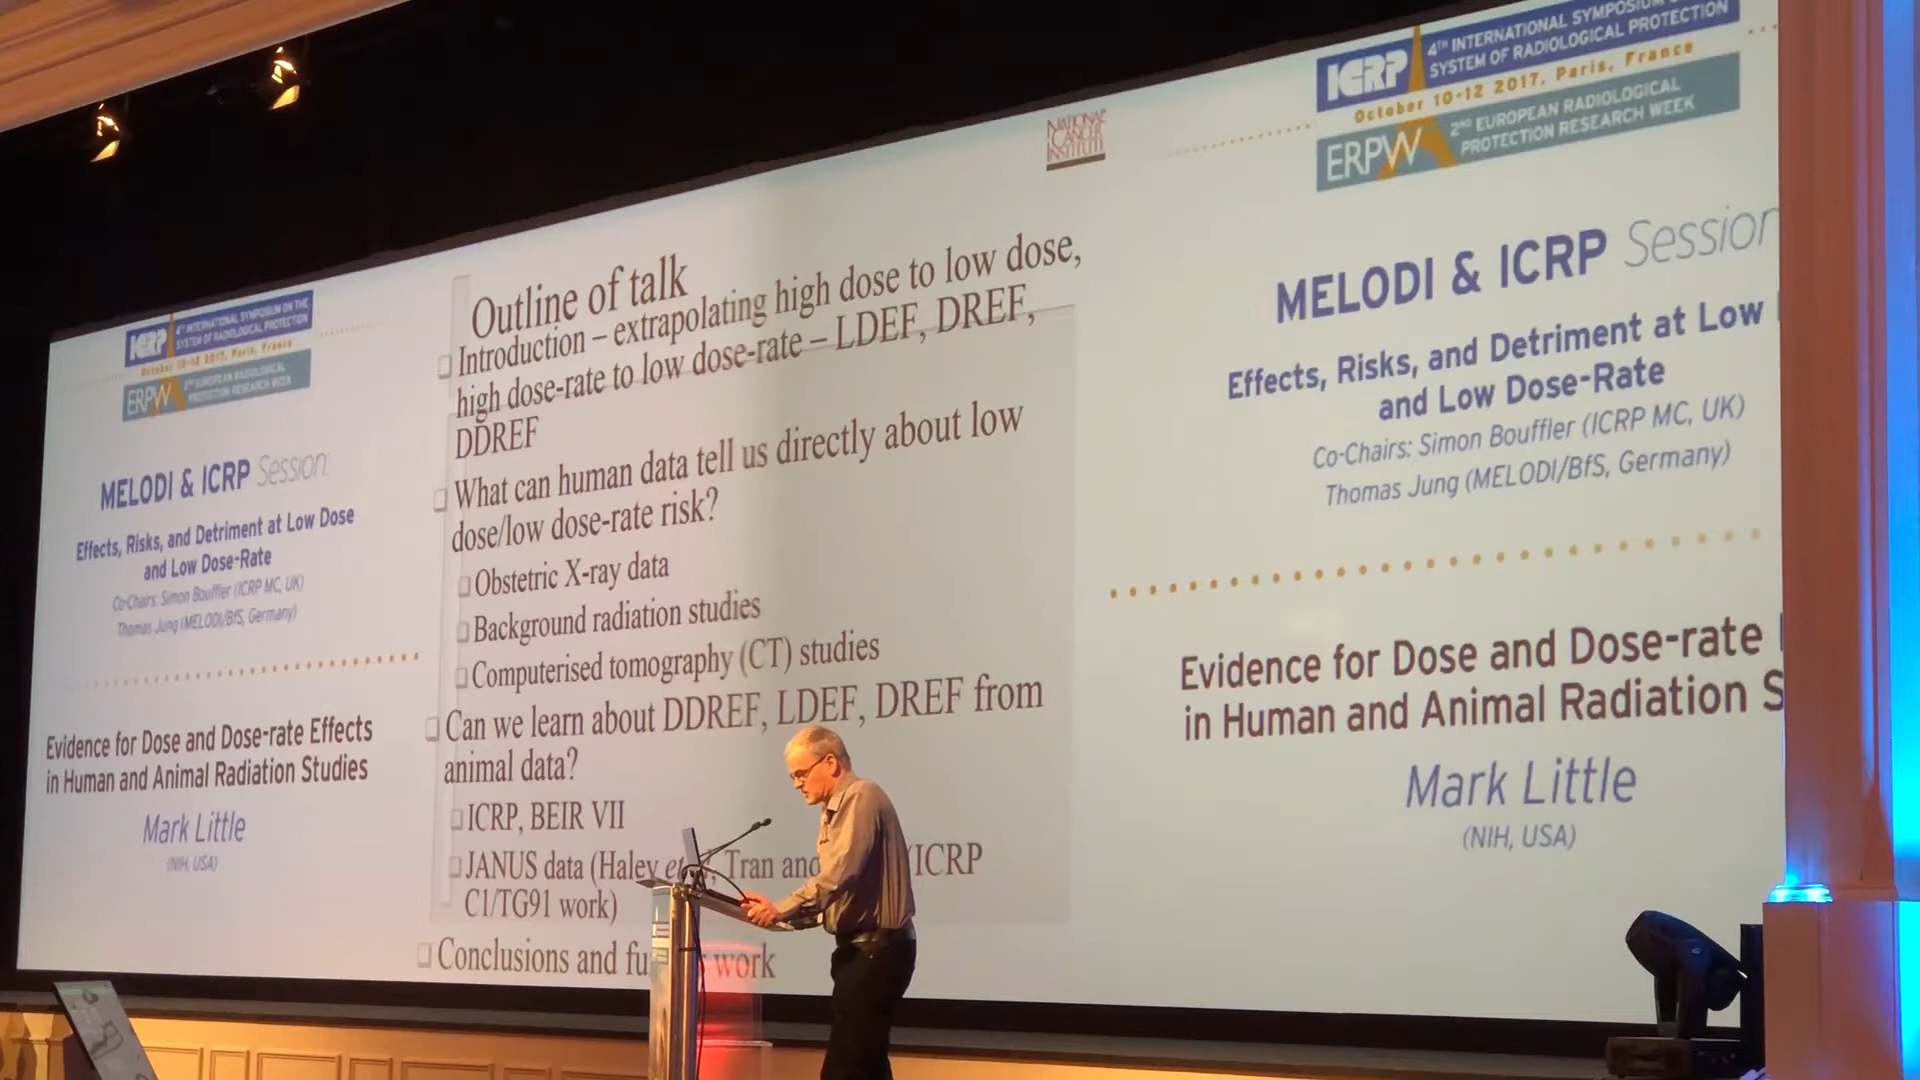 ICRP
4TH INTERNATIONAL SYMPOSIUM ON THE
SYSTEM OF RADIOLOGICAL PROTECTION
October 10-12 2017, Paris, France
ERPW
2ND EUROPEAN RADIOLOGICAL
PROTECTION RESEARCH WEEK
MELODI & ICRP Session
Effects, Risks, and Detriment at Low Dose
and Low Dose-Rate
Co-Chairs: Simon Bouffler (ICRP MC, UK)
Thomas Jung (MELODI/BfS, Germany)
Evidence for Dose and Dose-rate Effects
in Human and Animal Radiation Studies
Mark Little
(NIH, USA)
NATIONAL
CANCER
INSTITUTE
Outline of talk
Introduction – extrapolating high dose to low dose,
high dose-rate to low dose-rate – LDEF, DREF,
DDREF
What can human data tell us directly about low
dose/low dose-rate risk?
Obstetric X-ray data
Background radiation studies
Computerised tomography (CT) studies
Can we learn about DDREF, LDEF, DREF from
animal data?
ICRP, BEIR VII
JANUS data (Haley et Tran and (ICRP
C1/TG91 work)
Conclusions and fu work
ICRP
4TH INTERNATIONAL SYMPOSIUM
SYSTEM OF RADIOLOGICAL PROTECTION
October 10-12 2017, Paris, France
ERPW
2ND EUROPEAN RADIOLOGICAL
PROTECTION RESEARCH WEEK
MELODI & ICRP Session
Effects, Risks, and Detriment at Low
and Low Dose-Rate
Co-Chairs: Simon Bouffler (ICRP MC, UK)
Thomas Jung (MELODI/BfS, Germany)
Evidence for Dose and Dose-rate
in Human and Animal Radiation S
Mark Little
(NIH, USA)